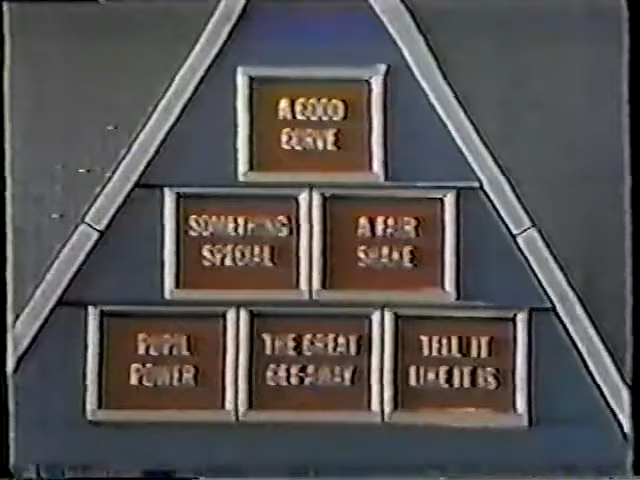 A GOOD
CURVE
SOMETHING
SPECIAL
A FAIR
SHAKE
PUPIL
POWER
THE GREAT
GET-AWAY
TELL IT
LIKE IT IS